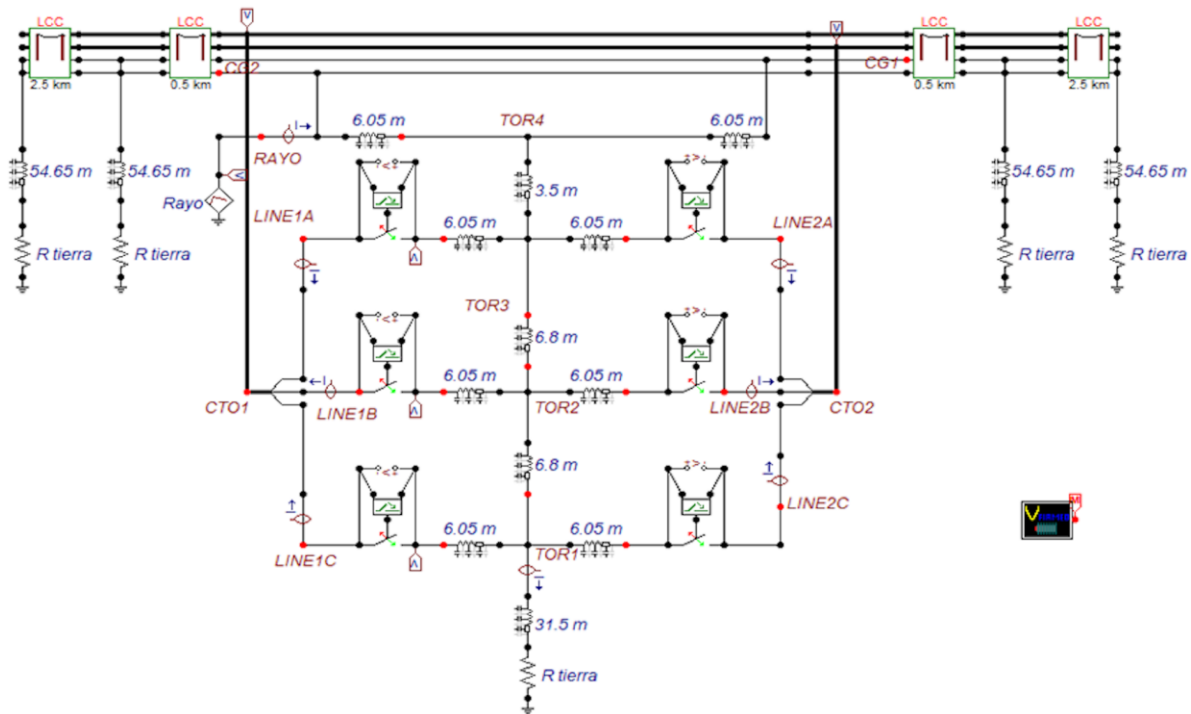 LCC LCC LCC LCC
2.5 km 0.5 km CG2 CG1 0.5 km 2.5 km
6.05 m TOR4 6.05 m
I
RAYO
54.65 m 54.65 m Rayo 3.5 m 54.65 m 54.65 m
LINE1A 6.05 m 6.05 m LINE2A
R tierra R tierra R tierra R tierra
I I
TOR3
6.8 m
6.05 m 6.05 m
I I
CTO1 LINE1B TOR2 LINE2B CTO2
6.8 m
I I
6.05 m 6.05 m LINE2C
LINE1C TOR1
I
31.5 m
R tierra
V V
V
V V V
M